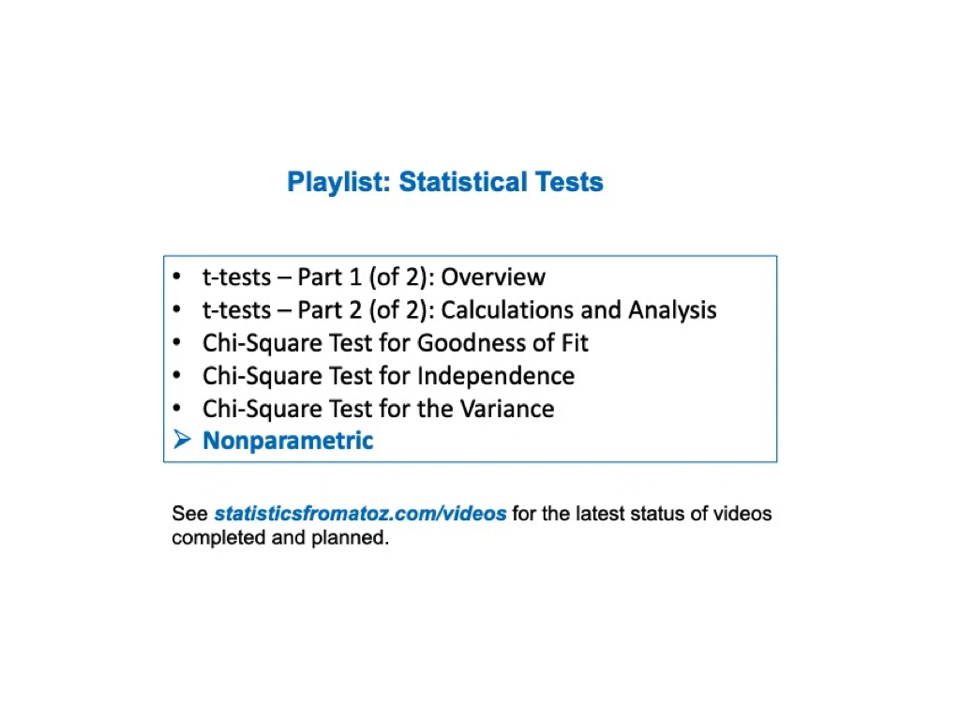 Playlist: Statistical Tests
• t-tests – Part 1 (of 2): Overview
• t-tests – Part 2 (of 2): Calculations and Analysis
• Chi-Square Test for Goodness of Fit
• Chi-Square Test for Independence
• Chi-Square Test for the Variance
➢ Nonparametric
See statisticsfromatoz.com/videos for the latest status of videos
completed and planned.